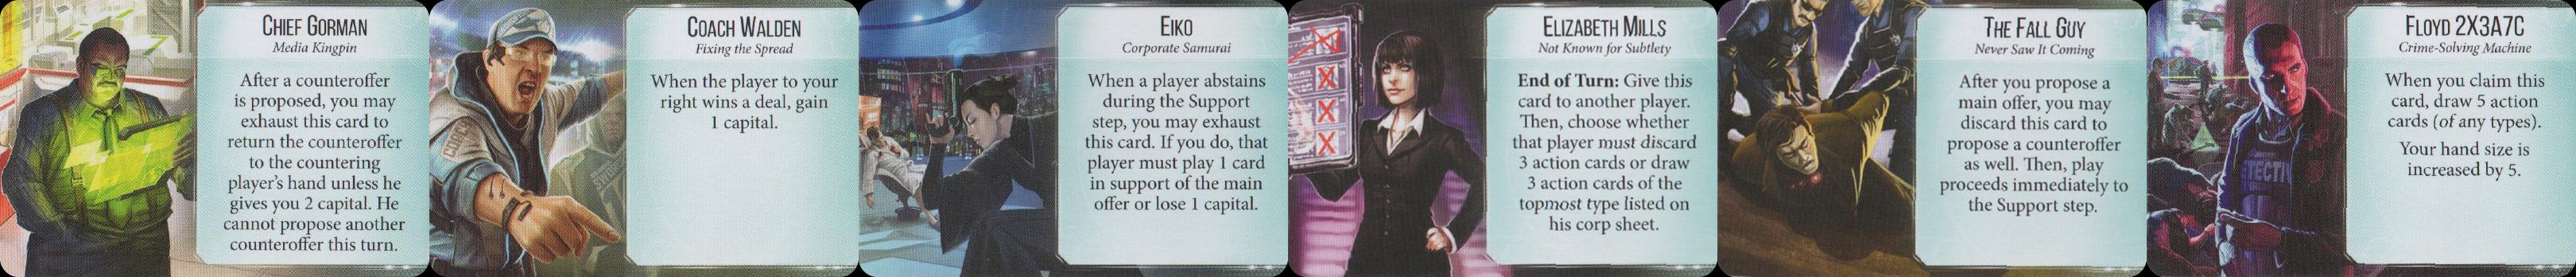 CHIEF GORMAN
Media Kingpin
After a counteroffer
is proposed, you may
exhaust this card to
return the counteroffer
to the countering
player's hand unless he
gives you 2 capital. He
cannot propose another
counteroffer this turn.
COACH WALDEN
Fixing the Spread
When the player to your
right wins a deal, gain
1 capital.
EIKO
Corporate Samurai
When a player abstains
during the Support
step, you may exhaust
this card. If you do, that
player must play 1 card
in support of the main
offer or lose 1 capital.
ELIZABETH MILLS
Not Known for Subtlety
End of Turn: Give this
card to another player.
Then, choose whether
that player must discard
3 action cards or draw
3 action cards of the
topmost type listed on
his corp sheet.
THE FALL GUY
Never Saw It Coming
After you propose a
main offer, you may
discard this card to
propose a counteroffer
as well. Then, play
proceeds immediately to
the Support step.
FLOYD 2X3A7C
Crime-Solving Machine
When you claim this
card, draw 5 action
cards (of any types).
Your hand size is
increased by 5.